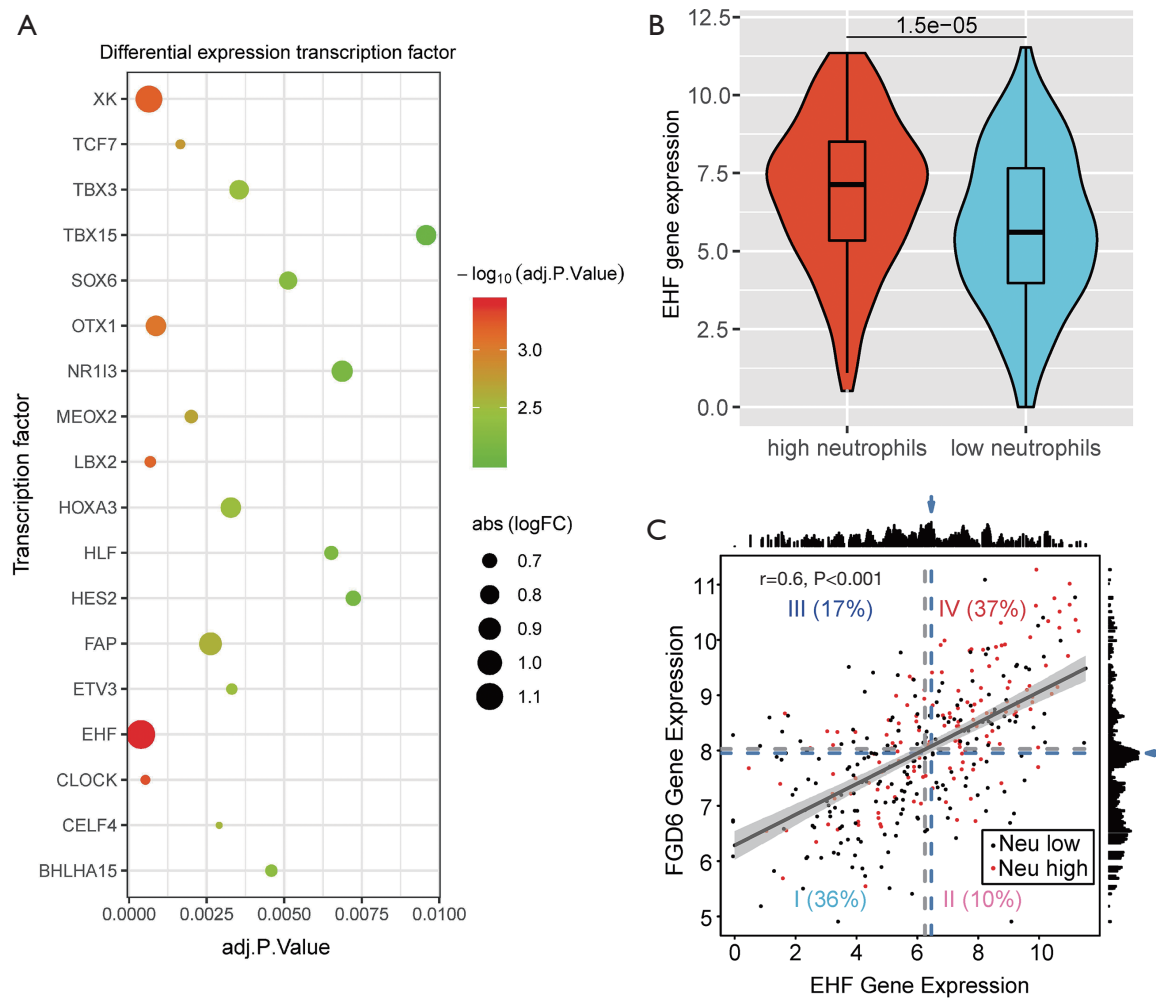 A
Differential expression transcription factor
Transcription factor
XK
TCF7
TBX3
TBX15
SOX6
OTX1
NR1I3
MEOX2
LBX2
HOXA3
HLF
HES2
FAP
ETV3
EHF
CLOCK
CELF4
BHLHA15
0.0000 0.0025 0.0050 0.0075 0.0100
adj.P.Value
− log10 (adj.P.Value)
3.0
2.5
abs (logFC)
0.7
0.8
0.9
1.0
1.1
B
EHF gene expression
12.5
10.0
7.5
5.0
2.5
0.0
1.5e−05
high neutrophils low neutrophils
C
FGD6 Gene Expression
11
10
9
8
7
6
5
r=0.6, P<0.001
III (17%) IV (37%)
Neu low
Neu high
I (36%) II (10%)
0 2 4 6 8 10
EHF Gene Expression